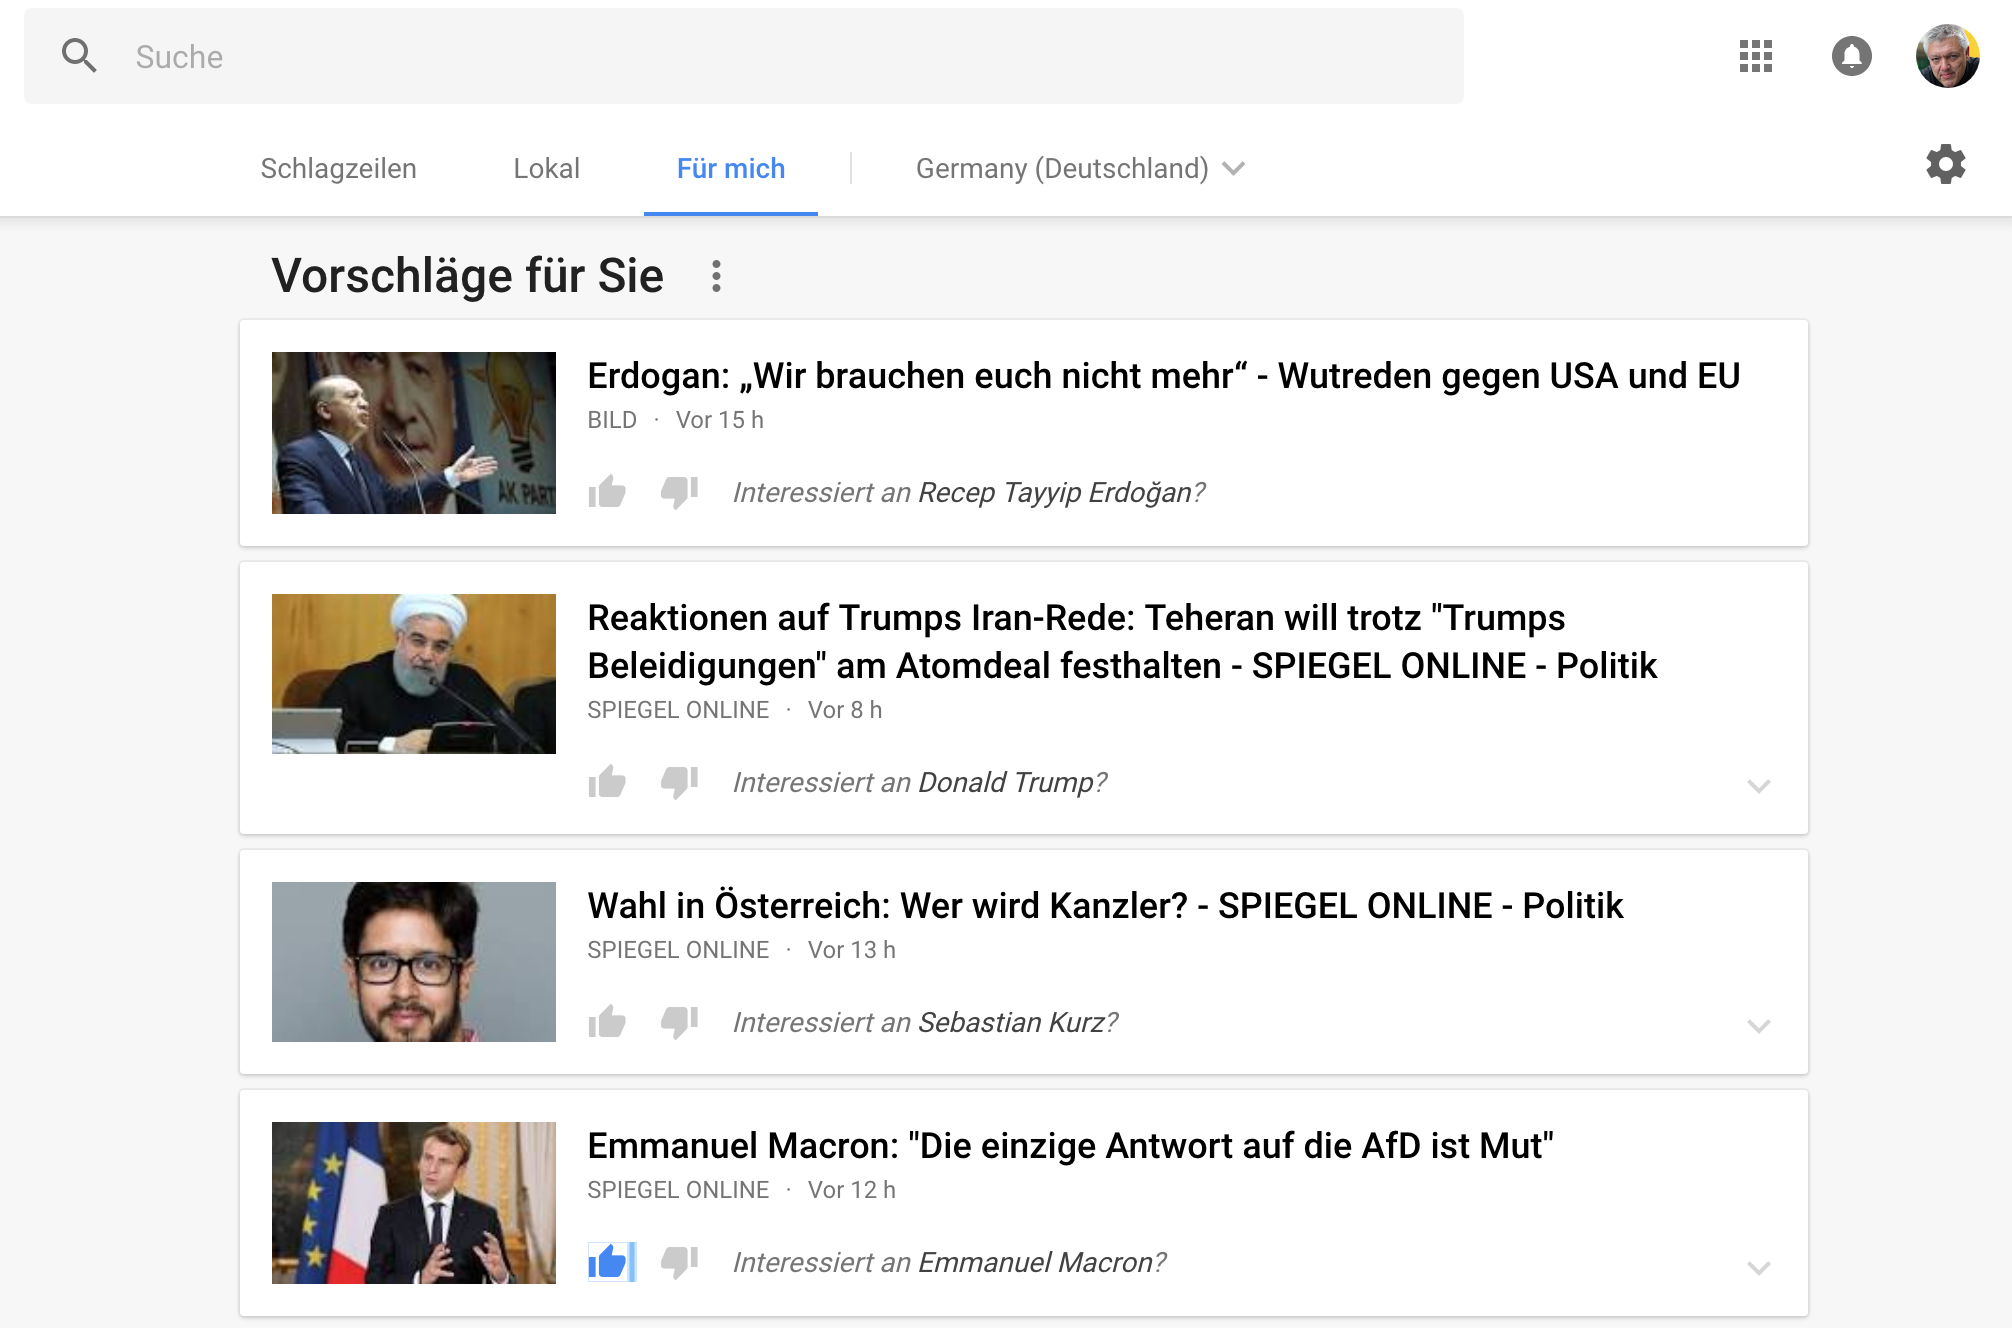 Suche
Schlagzeilen
Lokal
Für mich
Germany (Deutschland)
Vorschläge für Sie
AK PART
Erdogan: „Wir brauchen euch nicht mehr“ - Wutreden gegen USA und EU
BILD · Vor 15 h
Interessiert an Recep Tayyip Erdoğan?
Reaktionen auf Trumps Iran-Rede: Teheran will trotz "Trumps
Beleidigungen" am Atomdeal festhalten - SPIEGEL ONLINE - Politik
SPIEGEL ONLINE · Vor 8 h
Interessiert an Donald Trump?
Wahl in Österreich: Wer wird Kanzler? - SPIEGEL ONLINE - Politik
SPIEGEL ONLINE · Vor 13 h
Interessiert an Sebastian Kurz?
Emmanuel Macron: "Die einzige Antwort auf die AfD ist Mut"
SPIEGEL ONLINE · Vor 12 h
Interessiert an Emmanuel Macron?